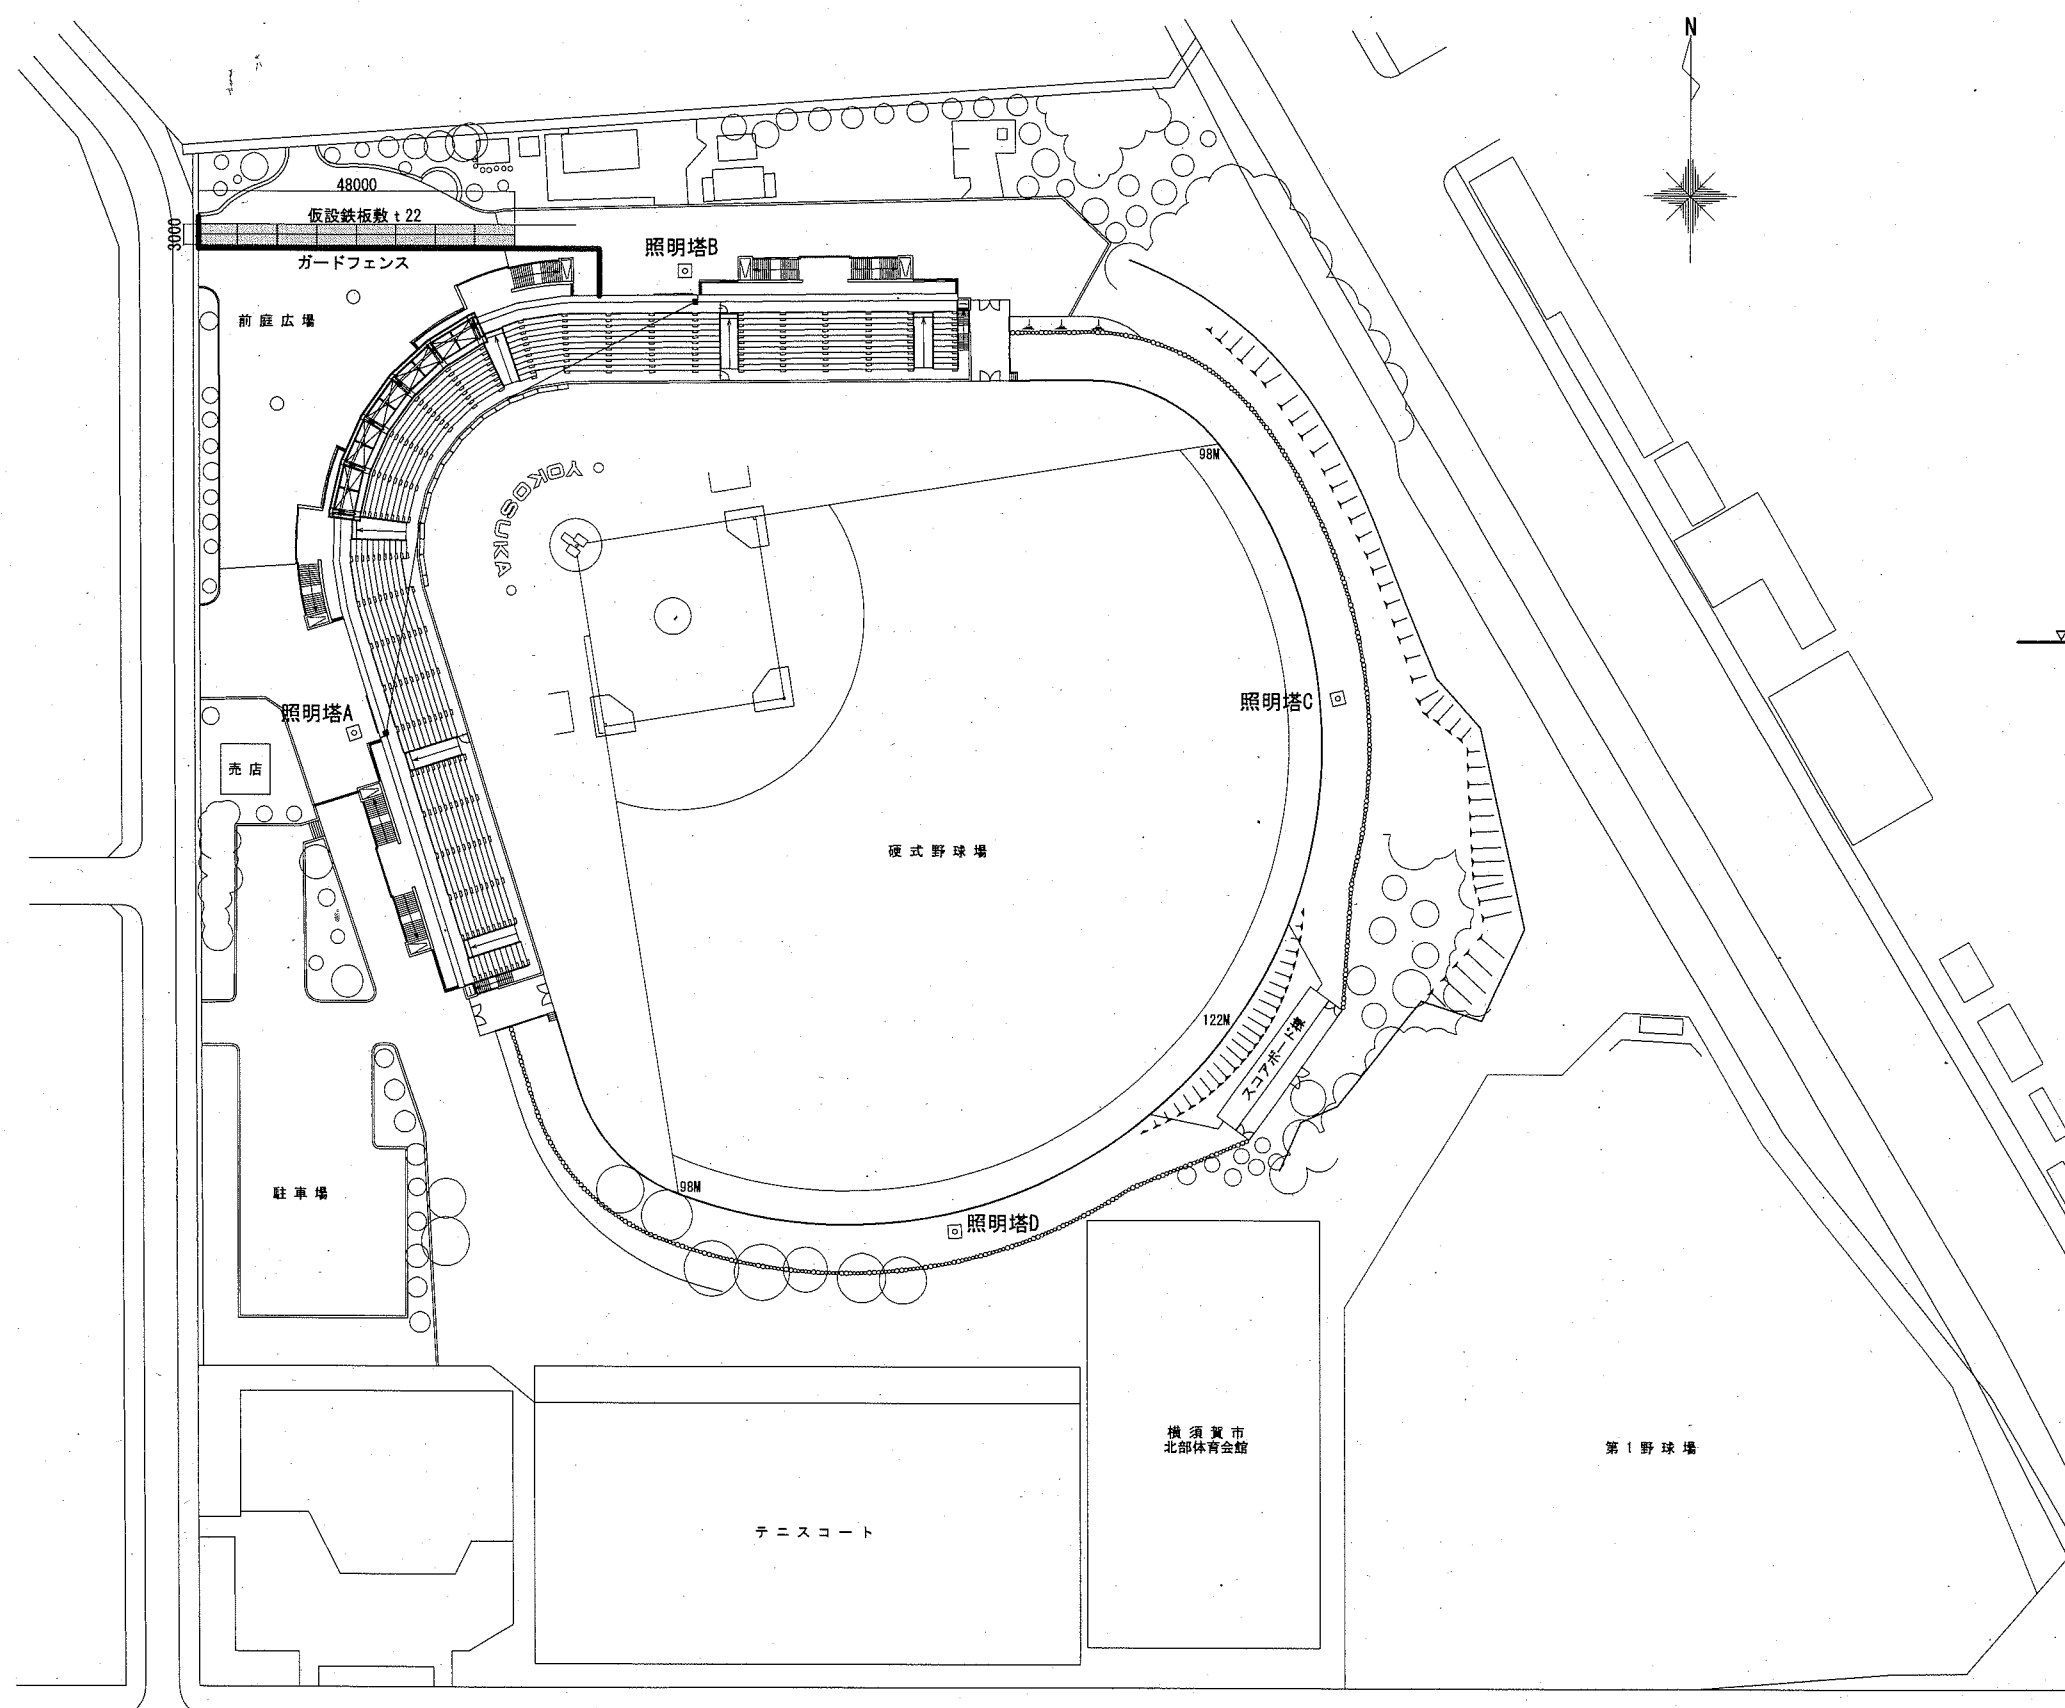 N
48000
仮設鉄板敷 t 22
3000
ガードフェンス
照明塔B
前庭広場
98M
YOKOSUKA
照明塔A
照明塔C
売店
硬式野球場
122M
スコアボード棟
駐車場
98M
照明塔D
横須賀市
北部体育会館
第1野球場
テニスコート